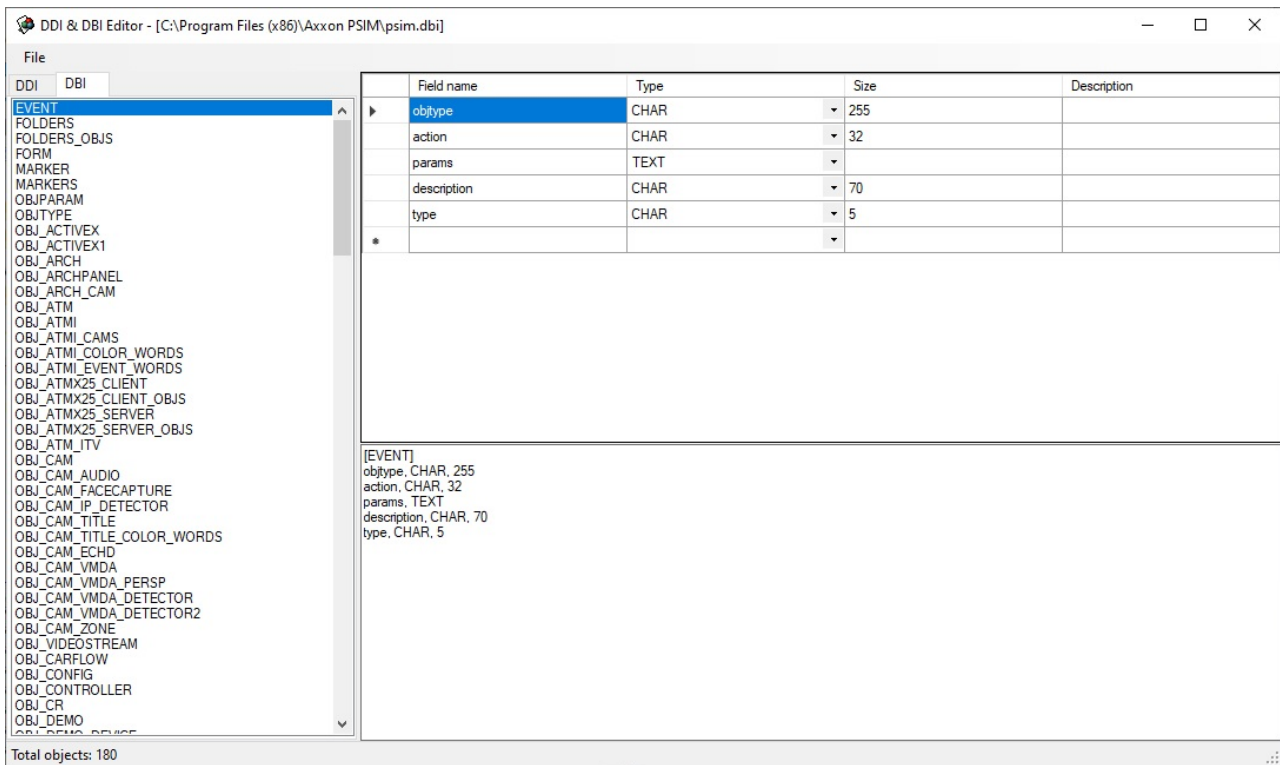 DDI & DBI Editor - [C:\Program Files (x86)\Axxon PSIM\psim.dbi]
File
DDI DBI
EVENT
FOLDERS
FOLDERS_OBJS
FORM
MARKER
MARKERS
OBJPARAM
OBJTYPE
OBJ_ACTIVEX
OBJ_ACTIVEX1
OBJ_ARCH
OBJ_ARCHPANEL
OBJ_ARCH_CAM
OBJ_ATM
OBJ_ATMI
OBJ_ATMI_CAMS
OBJ_ATMI_COLOR_WORDS
OBJ_ATMI_EVENT_WORDS
OBJ_ATMX25_CLIENT
OBJ_ATMX25_CLIENT_OBJS
OBJ_ATMX25_SERVER
OBJ_ATMX25_SERVER_OBJS
OBJ_ATM_ITV
OBJ_CAM
OBJ_CAM_AUDIO
OBJ_CAM_FACECAPTURE
OBJ_CAM_IP_DETECTOR
OBJ_CAM_TITLE
OBJ_CAM_TITLE_COLOR_WORDS
OBJ_CAM_ECHD
OBJ_CAM_VMDA
OBJ_CAM_VMDA_PERSP
OBJ_CAM_VMDA_DETECTOR
OBJ_CAM_VMDA_DETECTOR2
OBJ_CAM_ZONE
OBJ_VIDEOSTREAM
OBJ_CARFLOW
OBJ_CONFIG
OBJ_CONTROLLER
OBJ_CR
OBJ_DEMO
Field name Type Size Description
objtype CHAR 255
action CHAR 32
params TEXT
description CHAR 70
type CHAR 5
[EVENT]
objtype, CHAR, 255
action, CHAR, 32
params, TEXT
description, CHAR, 70
type, CHAR, 5
Total objects: 180